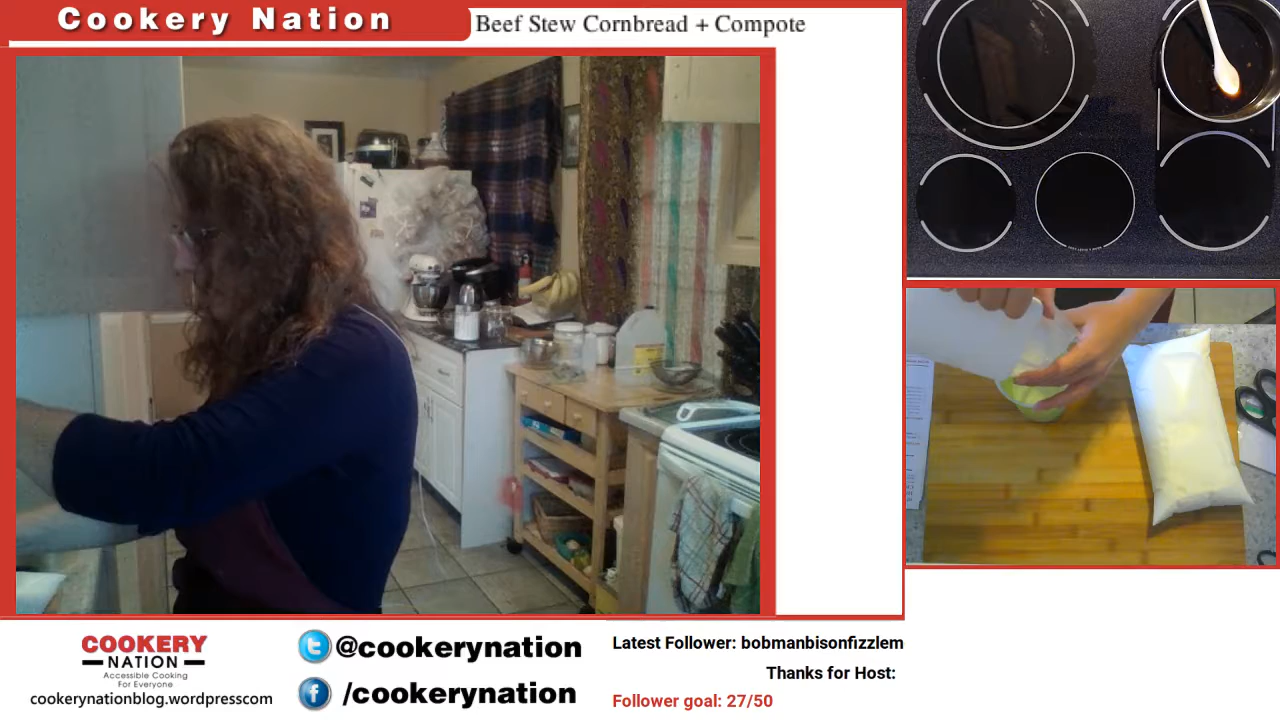 Cookery Nation
Beef Stew Cornbread + Compote
COOKERY
NATION
Accessible Cooking
For Everyone
cookerynationblog.wordpresscom
@cookerynation
/cookerynation
Latest Follower: bobmanbisonfizzlem
Thanks for Host:
Follower goal: 27/50